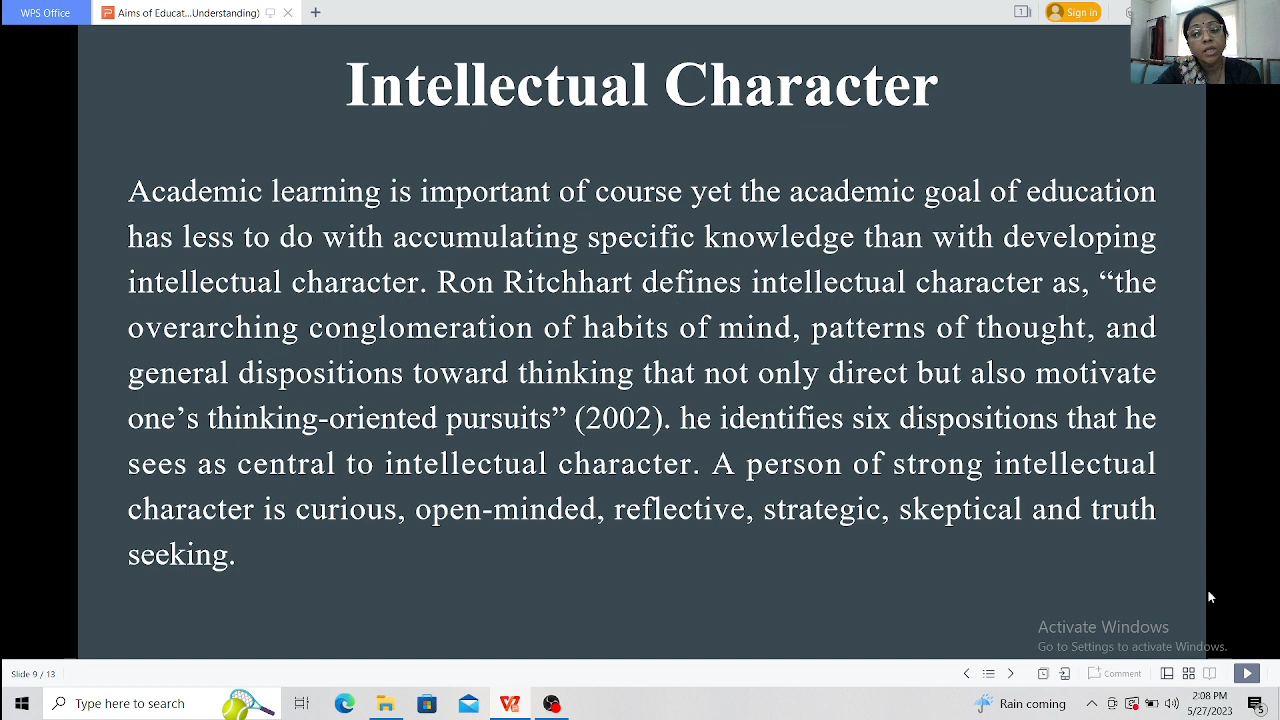 WPS Office
Aims of Educat...Understanding)
Sign in
Intellectual Character
Academic learning is important of course yet the academic goal of education
has less to do with accumulating specific knowledge than with developing
intellectual character. Ron Ritchhart defines intellectual character as, “the
overarching conglomeration of habits of mind, patterns of thought, and
general dispositions toward thinking that not only direct but also motivate
one’s thinking-oriented pursuits” (2002). he identifies six dispositions that he
sees as central to intellectual character. A person of strong intellectual
character is curious, open-minded, reflective, strategic, skeptical and truth
seeking.
Activate Windows
Go to Settings to activate Windows.
Slide 9 / 13
Comment
Type here to search
Rain coming
2:08 PM
5/27/2023
5